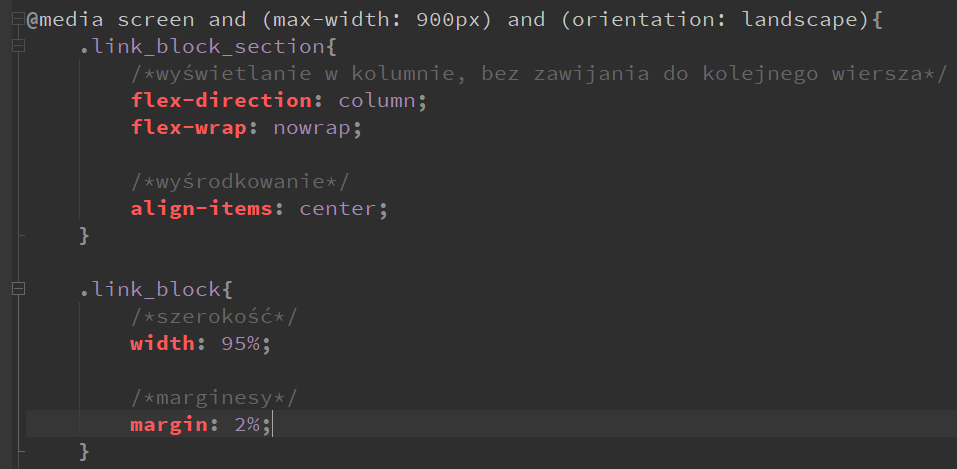 @media screen and (max-width: 900px) and (orientation: landscape){
.link_block_section{
/*wyświetlanie w kolumnie, bez zawijania do kolejnego wiersza*/
flex-direction: column;
flex-wrap: nowrap;
/*wyśrodkowanie*/
align-items: center;
}
.link_block{
/*szerokość*/
width: 95%;
/*marginesy*/
margin: 2%;
}